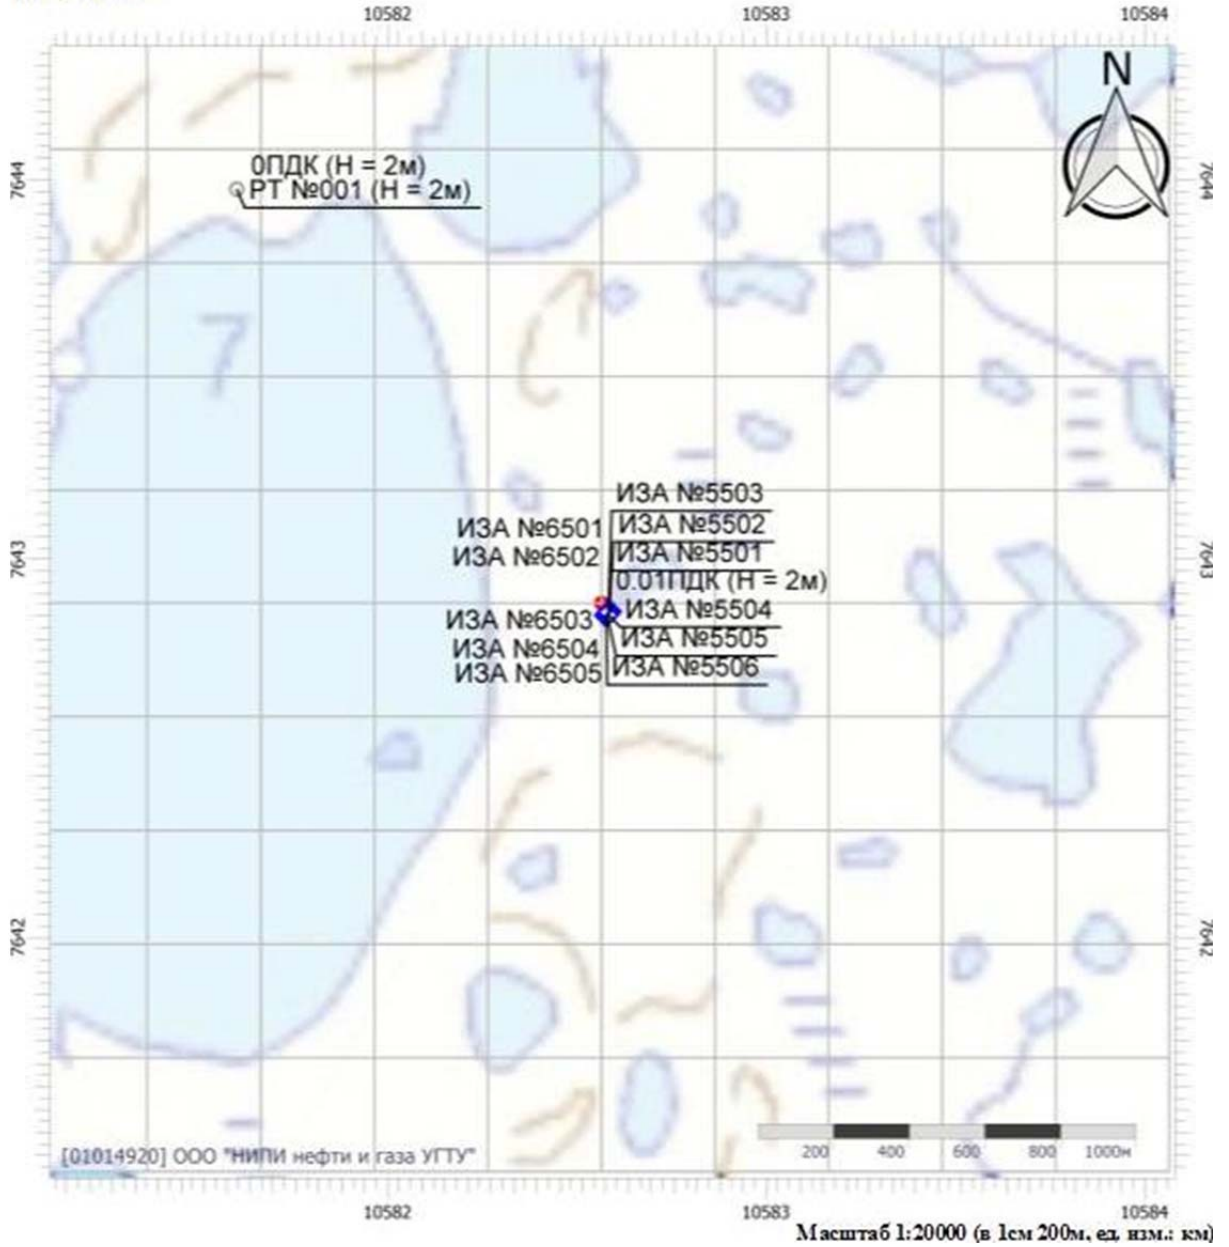 10582 10583 10584
N
7644
0ПДК (Н = 2м)
РТ №001 (Н = 2м)
7644
ИЗА №5503
ИЗА №6501
ИЗА №5502
ИЗА №6502
ИЗА №5501
7643
7643
0.01ПДК (Н = 2м)
ИЗА №5504
ИЗА №6503
ИЗА №5505
ИЗА №6504
ИЗА №5506
ИЗА №6505
7642
7642
200 400 600 800 1000м
[01014920] ООО "НИПИ нефти и газа УГТУ"
10582 10583 10584
Масштаб 1:20000 (в 1см 200м, ед. изм.: км)